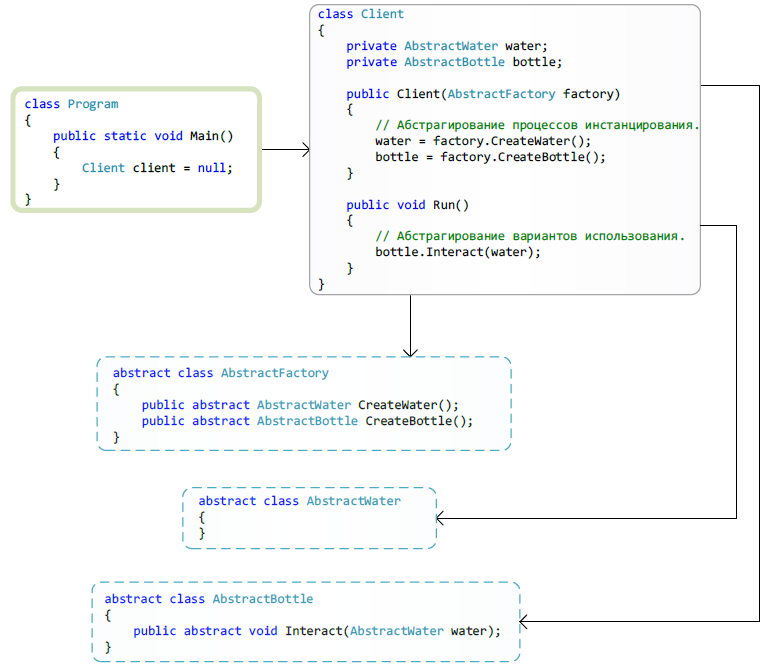 class Program
{
    public static void Main()
    {
        Client client = null;
    }
}
class Client
{
    private AbstractWater water;
    private AbstractBottle bottle;
    public Client(AbstractFactory factory)
    {
        // Абстрагирование процессов инстанцирования.
        water = factory.CreateWater();
        bottle = factory.CreateBottle();
    }
    public void Run()
    {
        // Абстрагирование вариантов использования.
        bottle.Interact(water);
    }
}
abstract class AbstractFactory
{
    public abstract AbstractWater CreateWater();
    public abstract AbstractBottle CreateBottle();
}
abstract class AbstractWater
{
}
abstract class AbstractBottle
{
    public abstract void Interact(AbstractWater water);
}